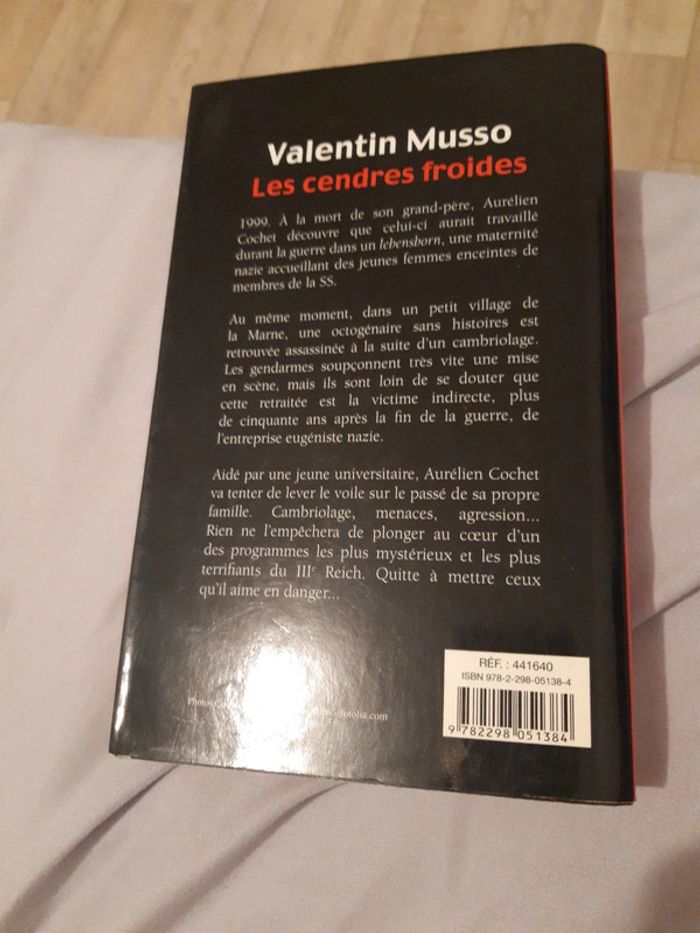 Valentin Musso
Les cendres froides
1999. À la mort de son grand-père, Aurélien
Cochet découvre que celui-ci aurait travaillé
durant la guerre dans un lebensborn, une maternité
nazie accueillant des jeunes femmes enceintes de
membres de la SS.
Au même moment, dans un petit village de
la Marne, une octogénaire sans histoires est
retrouvée assassinée à la suite d'un cambriolage.
Les gendarmes soupçonnent très vite une mise
en scène, mais ils sont loin de se douter que
cette retraitée est la victime indirecte, plus
de cinquante ans après la fin de la guerre, de
l'entreprise eugéniste nazie.
Aidé par une jeune universitaire, Aurélien Cochet
va tenter de lever le voile sur le passé de sa propre
famille. Cambriolage, menaces, agression...
Rien ne l'empêchera de plonger au cœur d'un
des programmes les plus mystérieux et les plus
terrifiants du IIIe Reich. Quitte à mettre ceux
qu'il aime en danger...
RÉF. : 441640
ISBN 978-2-298-05138-4
9 782298 051384
fotolia.com